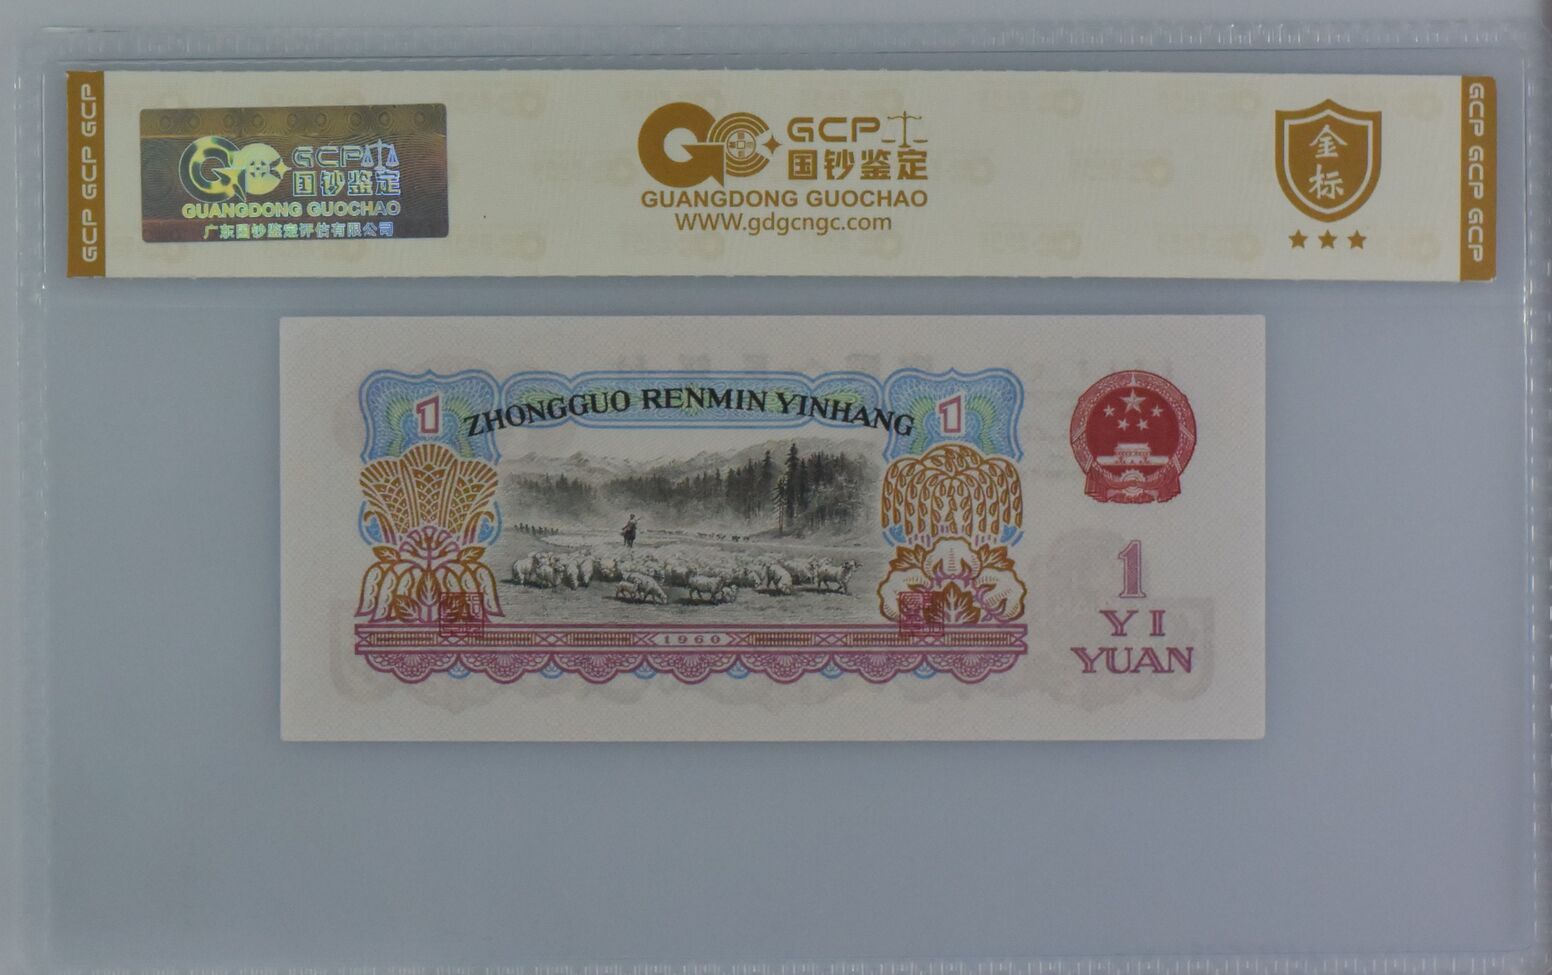 GCP GCP GCP
GCP 国钞鉴定
GUANGDONG GUOCHAO
广东国钞鉴定评估有限公司
GCP
国钞鉴定
GUANGDONG GUOCHAO
WWW.gdgcngc.com
金标
GCP GCP GCP
ZHONGGUO RENMIN YINHANG
1
1
1960
1
YI
YUAN